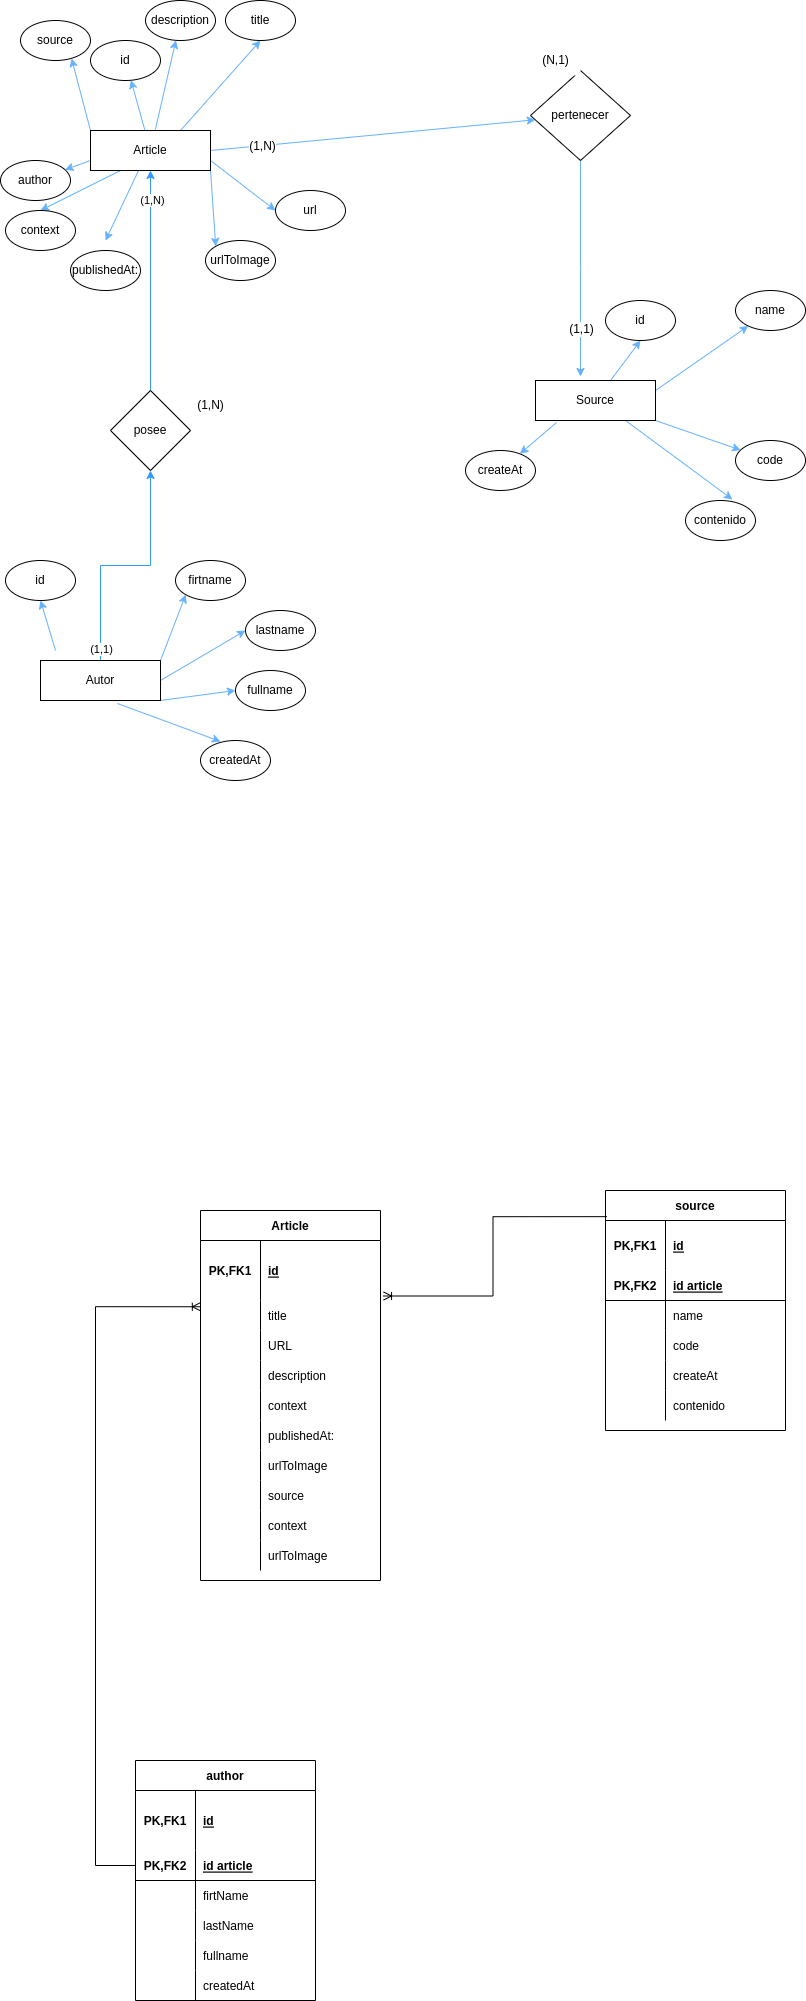 description
title
source
id
(N,1)
pertenecer
Article
(1,N)
author
(1,N)
url
context
urlToImage
publishedAt:
name
id
(1,1)
Source
(1,N)
posee
code
createAt
contenido
id
firtname
lastname
(1,1)
Autor
fullname
createdAt
source
Article
PK,FK1 id
PK,FK1 id
PK,FK2 id article
title
name
URL
code
description
createAt
context
contenido
publishedAt:
urlToImage
source
context
urlToImage
author
PK,FK1 id
PK,FK2 id article
firtName
lastName
fullname
createdAt